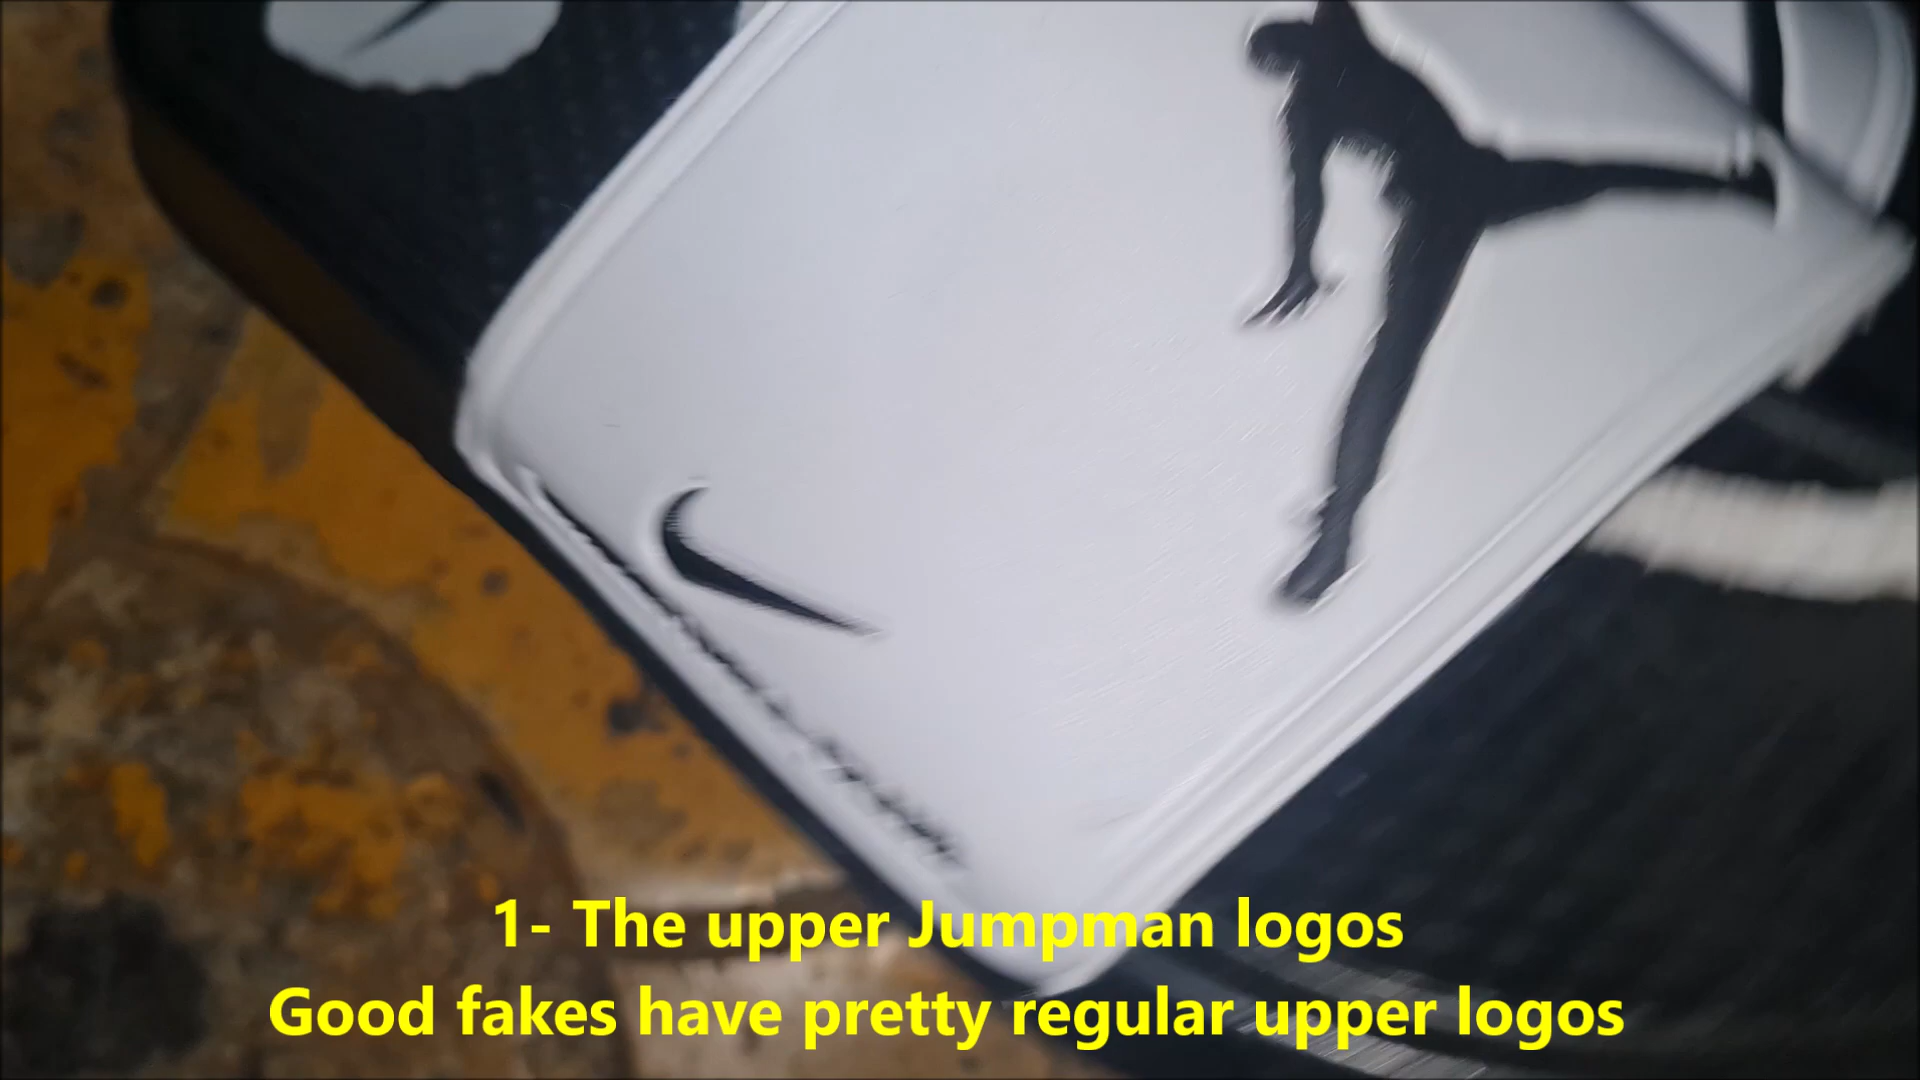 1- The upper Jumpman logos
Good fakes have pretty regular upper logos